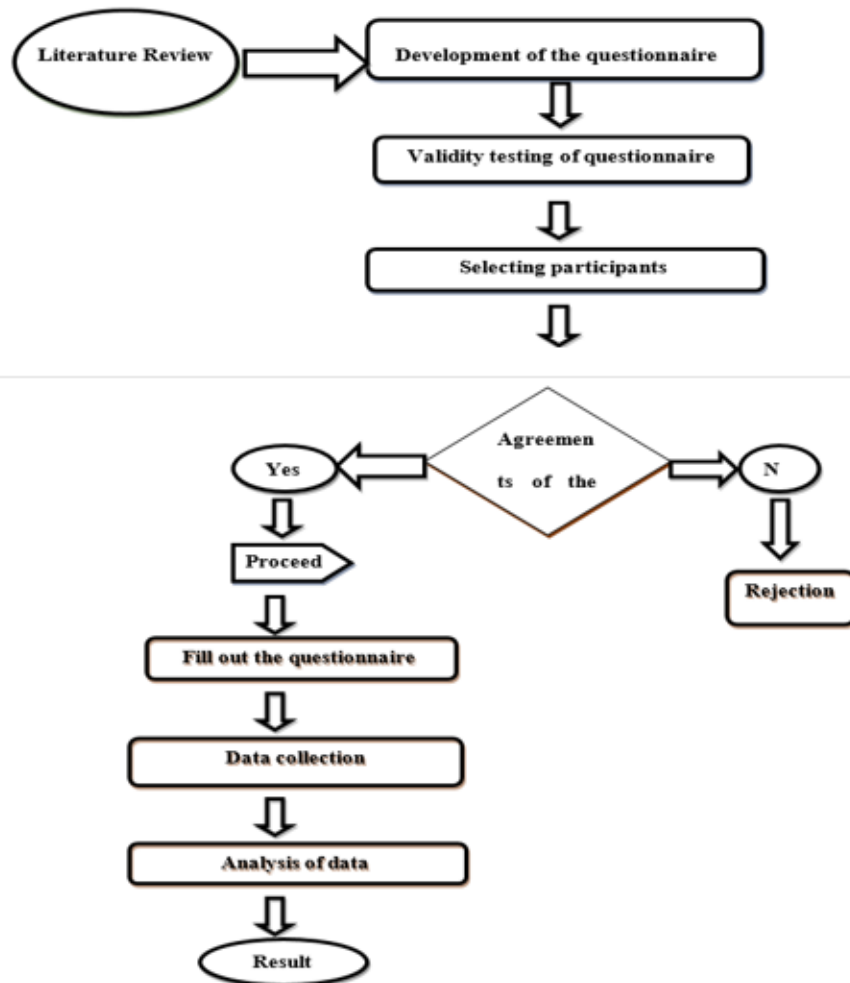 Literature Review
Development of the questionnaire
Validity testing of questionnaire
Selecting participants
Agreemen
ts of the
Yes
N
Proceed
Rejection
Fill out the questionnaire
Data collection
Analysis of data
Result